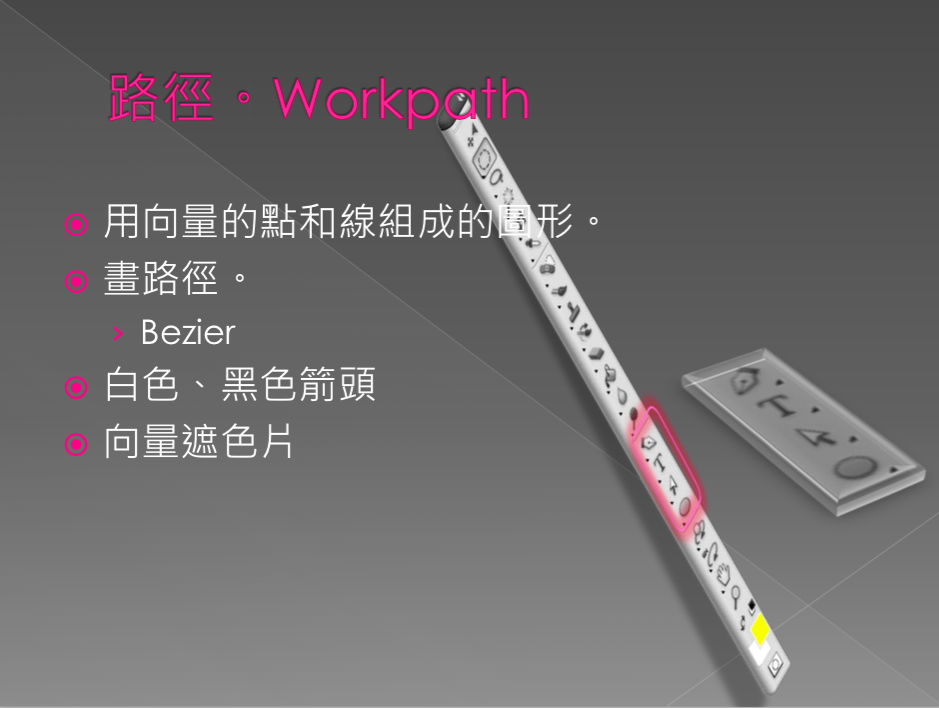 路徑。Workpath
用向量的點和線組成的圖形。
畫路徑。
Bezier
白色、黑色箭頭
向量遮色片